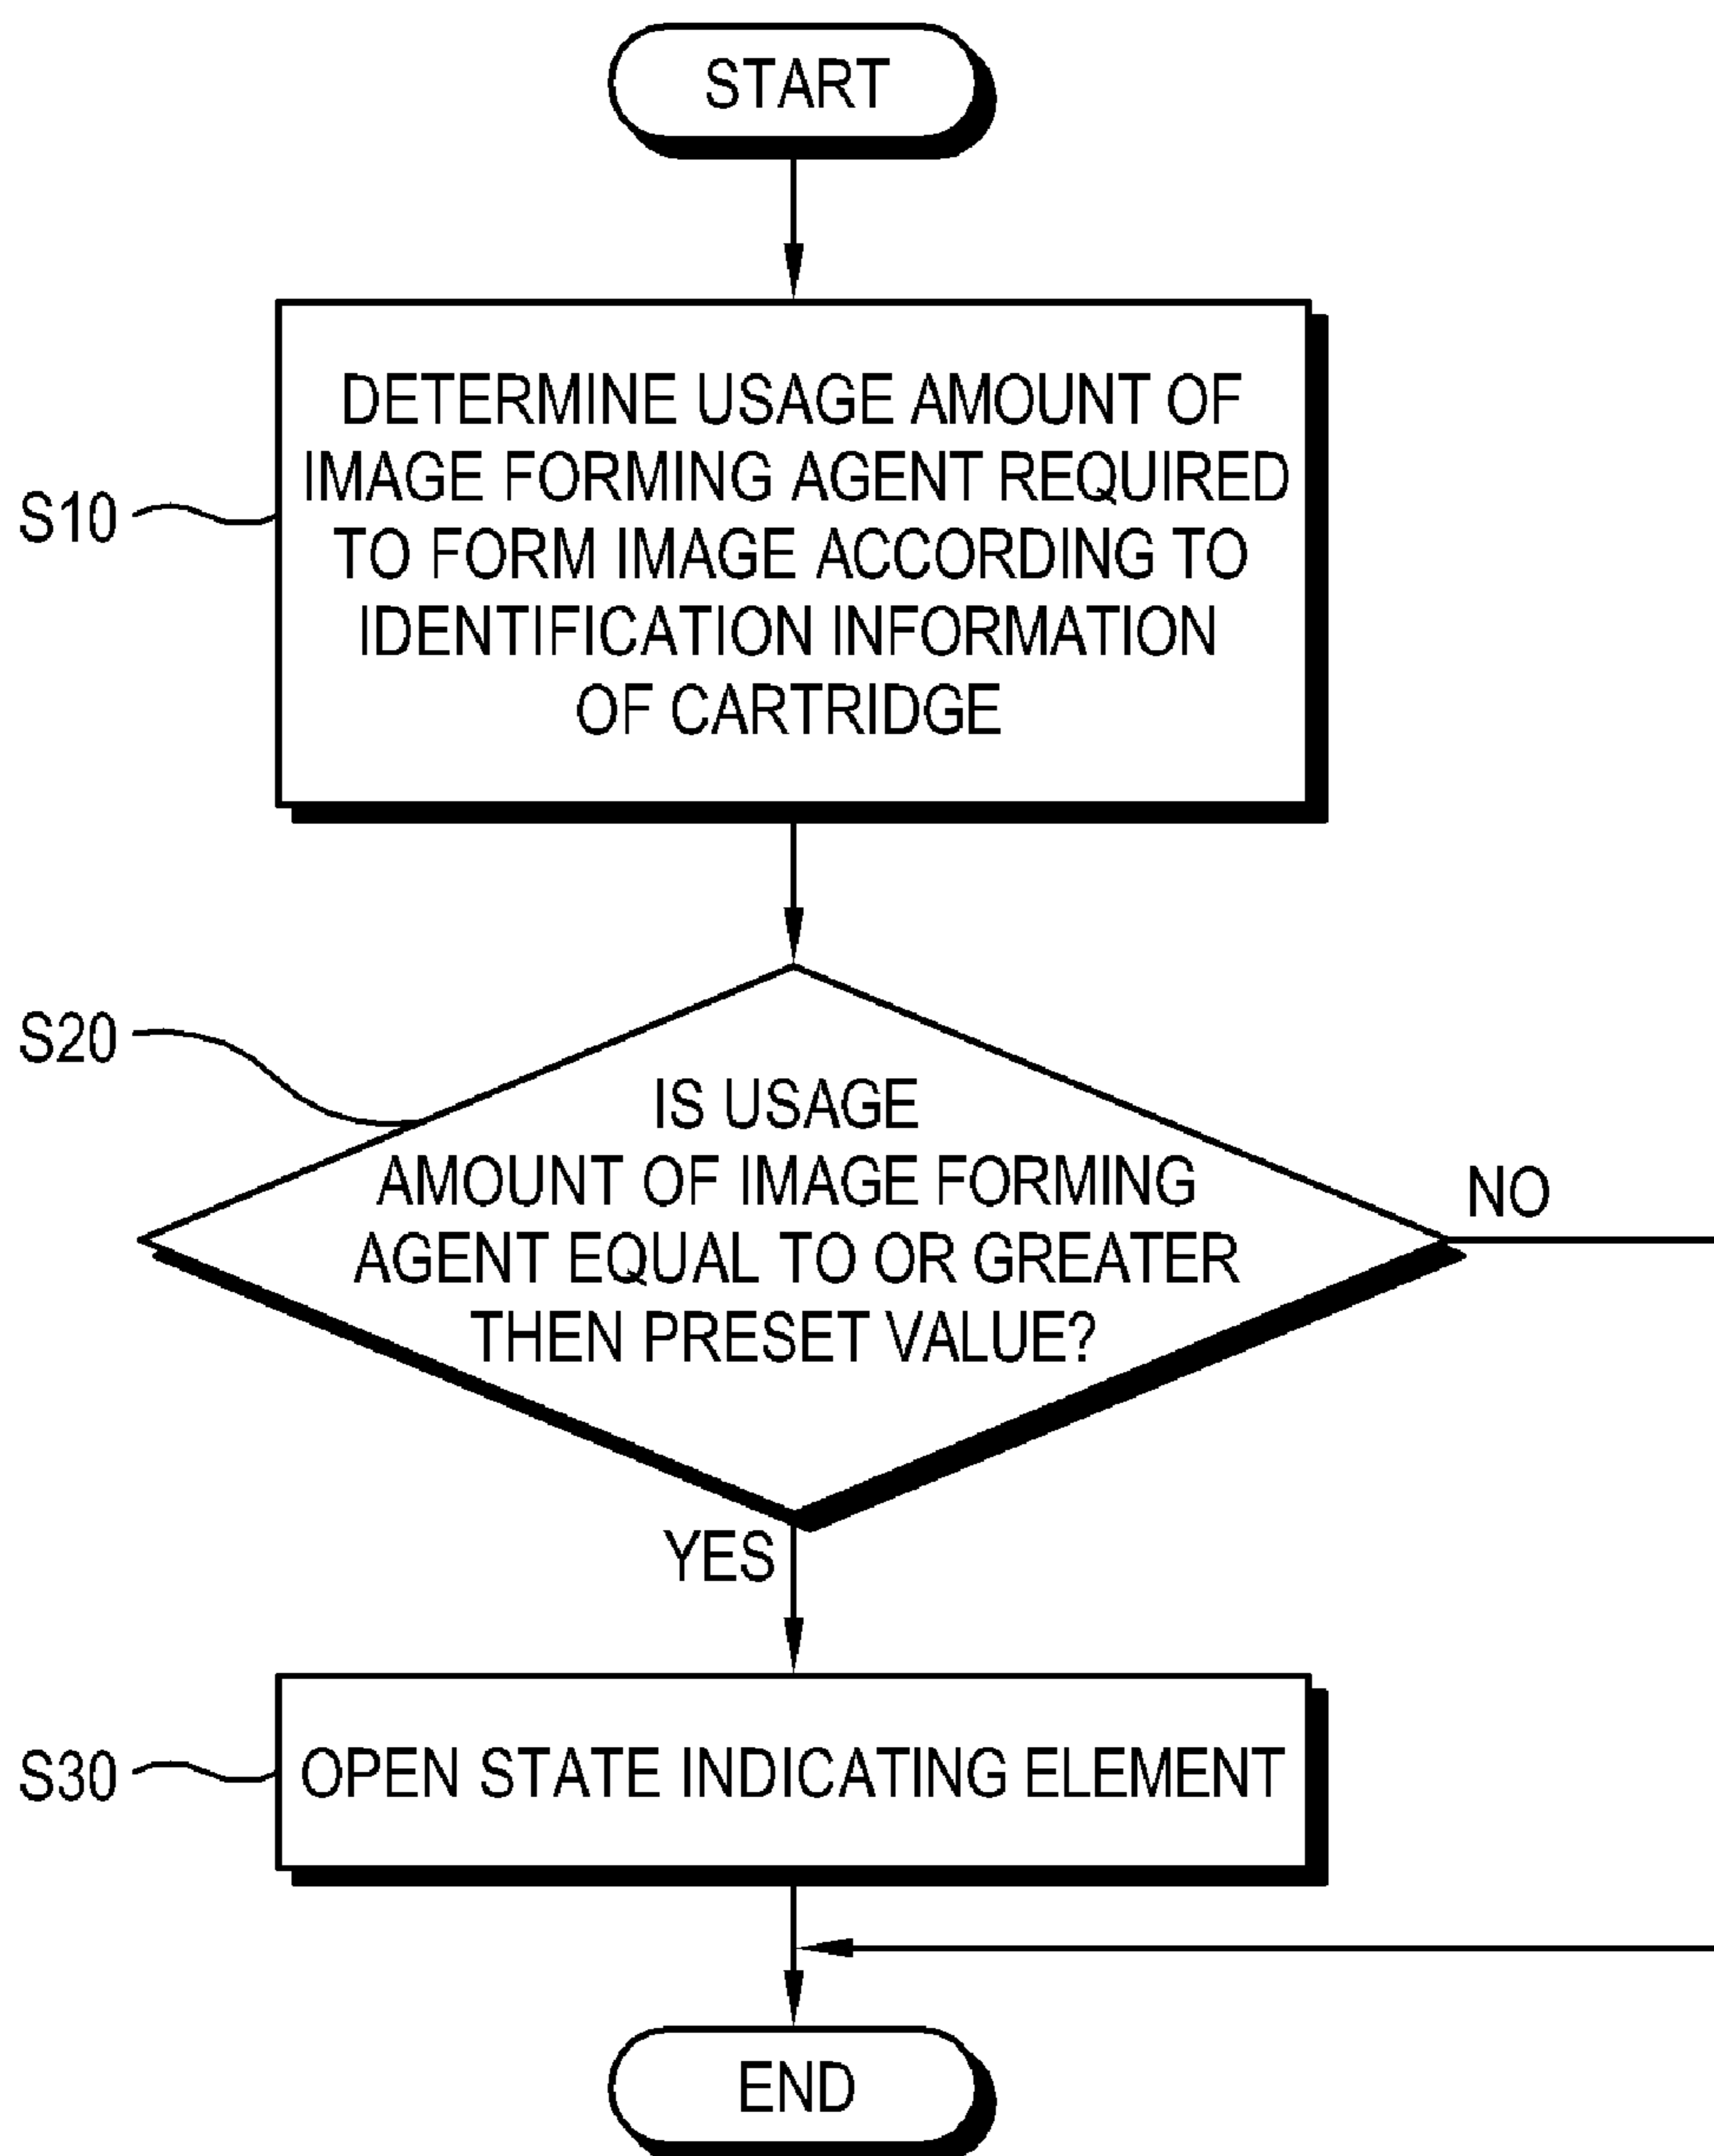 START
S10
DETERMINE USAGE AMOUNT OF
IMAGE FORMING AGENT REQUIRED
TO FORM IMAGE ACCORDING TO
IDENTIFICATION INFORMATION
OF CARTRIDGE
S20
IS USAGE
AMOUNT OF IMAGE FORMING
AGENT EQUAL TO OR GREATER
THEN PRESET VALUE?
NO
YES
S30
OPEN STATE INDICATING ELEMENT
END